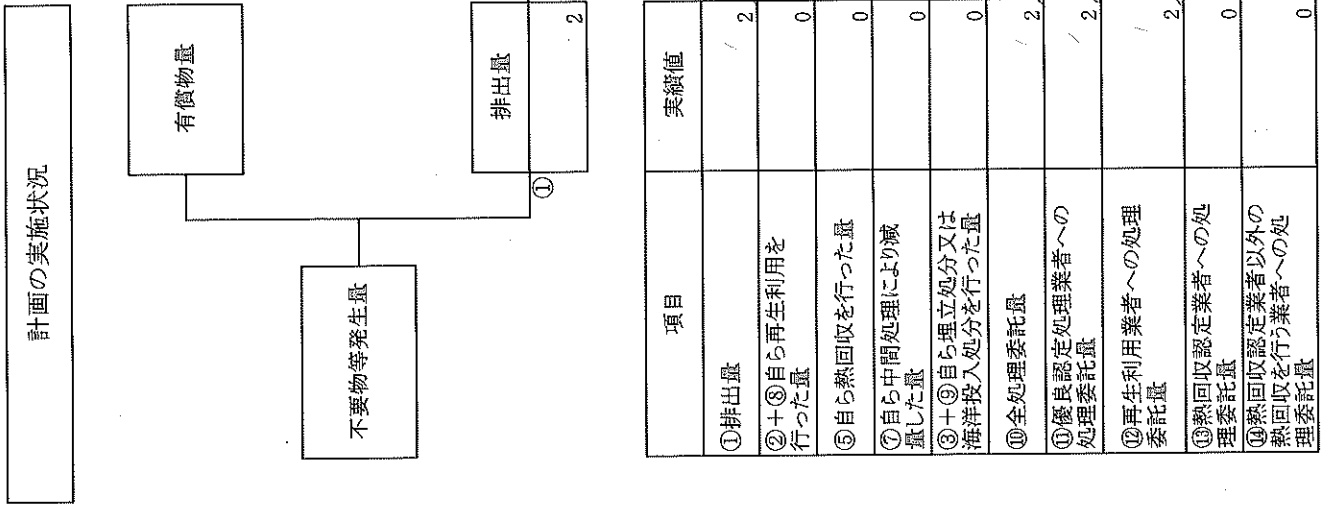 計画の実施状況
有償物量
不要物等発生量
排出量
①
2
項目
実績値
①排出量
2
②+⑧自ら再生利用を
行った量
0
⑤自ら熱回収を行った量
0
⑦自ら中間処理により減
量した量
0
③+⑨自ら埋立処分又は
海洋投入処分を行った量
0
⑩全処理委託量
2,
⑪優良認定処理業者への
処理委託量
2,
⑫再生利用業者への処理
委託量
2,
⑬熱回収認定業者への処
理委託量
0
⑭熱回収認定業者以外の
熱回収を行う業者への処
理委託量
0